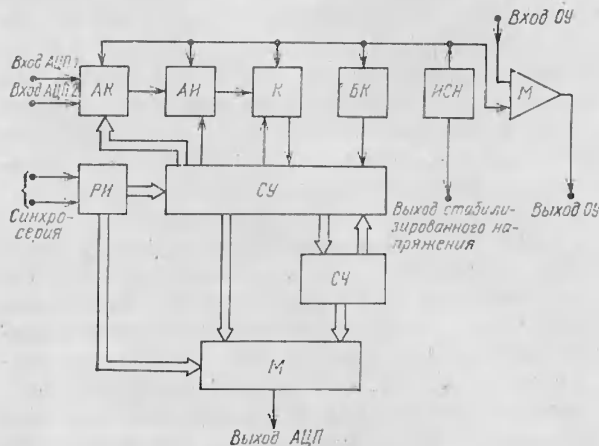 Вход ОУ
Вход АЦП 1
Вход АЦП 2
АК
АИ
К
БК
ИСН
М
РИ
СУ
Синхро-
серия
Выход стабили-
зированного на-
пряжения
Выход ОУ
СЧ
М
Выход АЦП